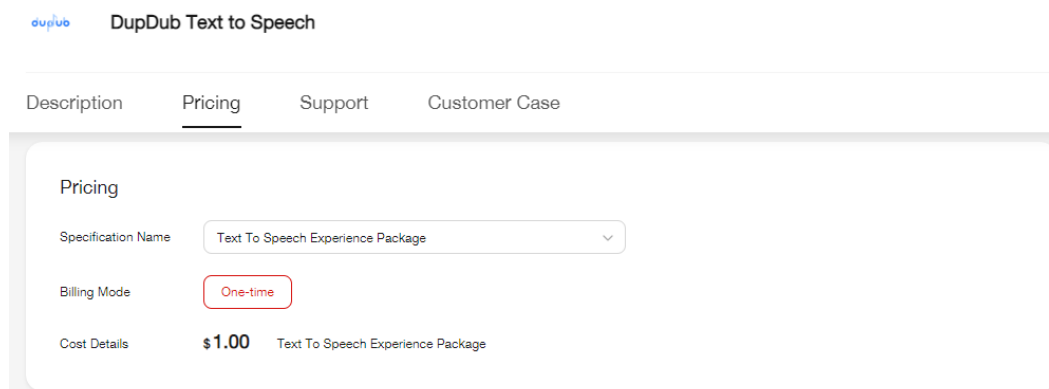 dupdub DupDub Text to Speech
Description Pricing Support Customer Case
Pricing
Specification Name Text To Speech Experience Package
Billing Mode One-time
Cost Details $1.00 Text To Speech Experience Package